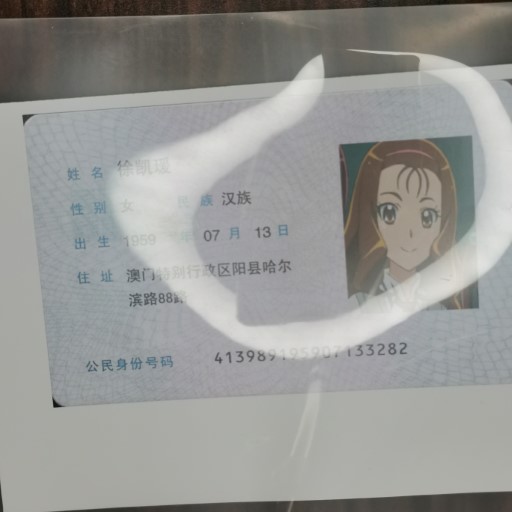 姓名 徐凯瑷
性别 女 民族 汉族
出生 1959 年 07 月 13 日
住址 澳门特别行政区阳县哈尔
滨路88号
公民身份号码 413989195907133282